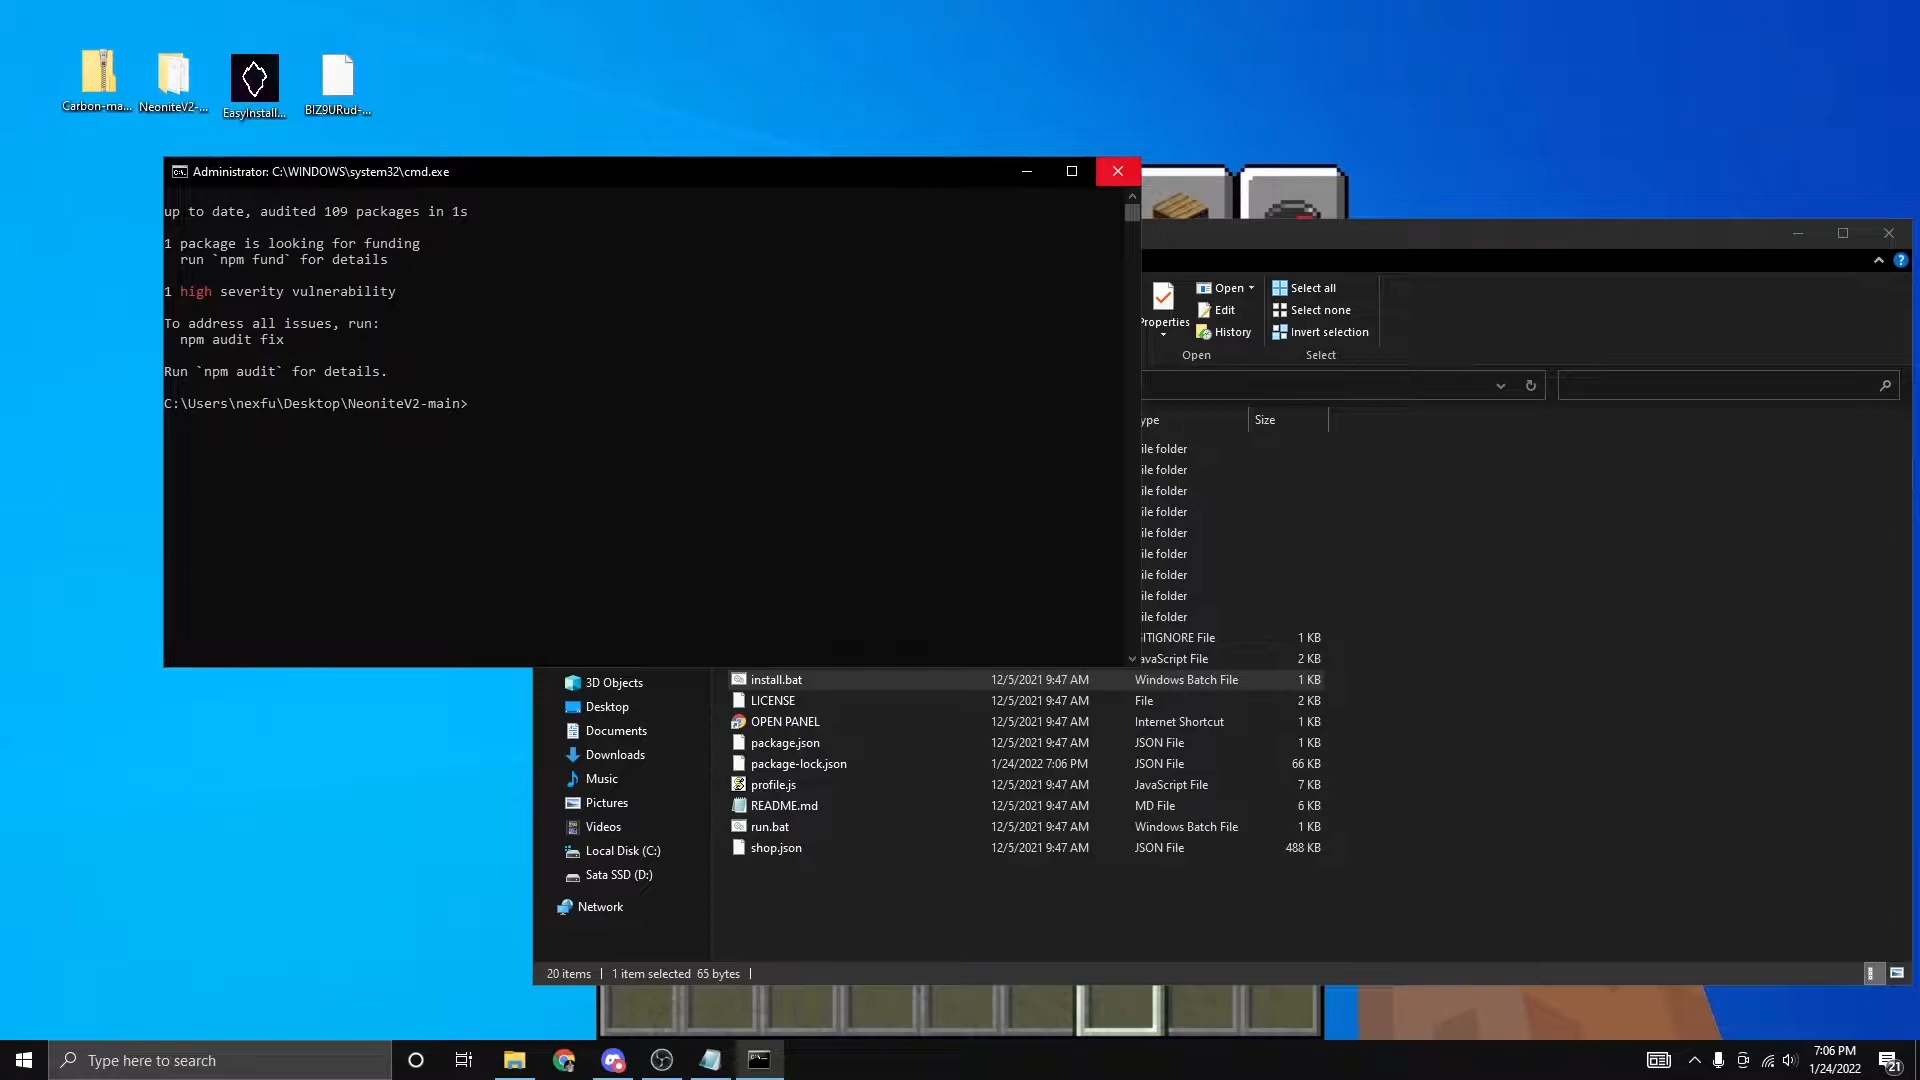 Carbon-ma...
NeoniteV2-...
EasyInstall...
BIZ9URud-...
Administrator: C:\WINDOWS\system32\cmd.exe
up to date, audited 109 packages in 1s
1 package is looking for funding
run `npm fund` for details
1 high severity vulnerability
To address all issues, run:
npm audit fix
Run `npm audit` for details.
C:\Users\nexfu\Desktop\NeoniteV2-main>
Properties
Open
Edit
History
Open
Select all
Select none
Invert selection
Select
ype
Size
ile folder
ile folder
ile folder
ile folder
ile folder
ile folder
ile folder
ile folder
ile folder
ITIGNORE File 1 KB
avaScript File 2 KB
install.bat 12/5/2021 9:47 AM Windows Batch File 1 KB
LICENSE 12/5/2021 9:47 AM File 2 KB
OPEN PANEL 12/5/2021 9:47 AM Internet Shortcut 1 KB
package.json 12/5/2021 9:47 AM JSON File 1 KB
package-lock.json 1/24/2022 7:06 PM JSON File 66 KB
profile.js 12/5/2021 9:47 AM JavaScript File 7 KB
README.md 12/5/2021 9:47 AM MD File 6 KB
run.bat 12/5/2021 9:47 AM Windows Batch File 1 KB
shop.json 12/5/2021 9:47 AM JSON File 488 KB
3D Objects
Desktop
Documents
Downloads
Music
Pictures
Videos
Local Disk (C:)
Sata SSD (D:)
Network
20 items
1 item selected 65 bytes
Type here to search
7:06 PM
1/24/2022
21